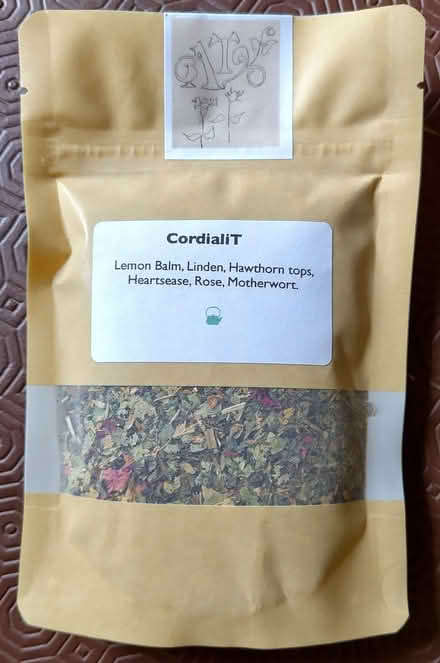 CordialiT
Lemon Balm, Linden, Hawthorn tops,
Heartsease, Rose, Motherwort.